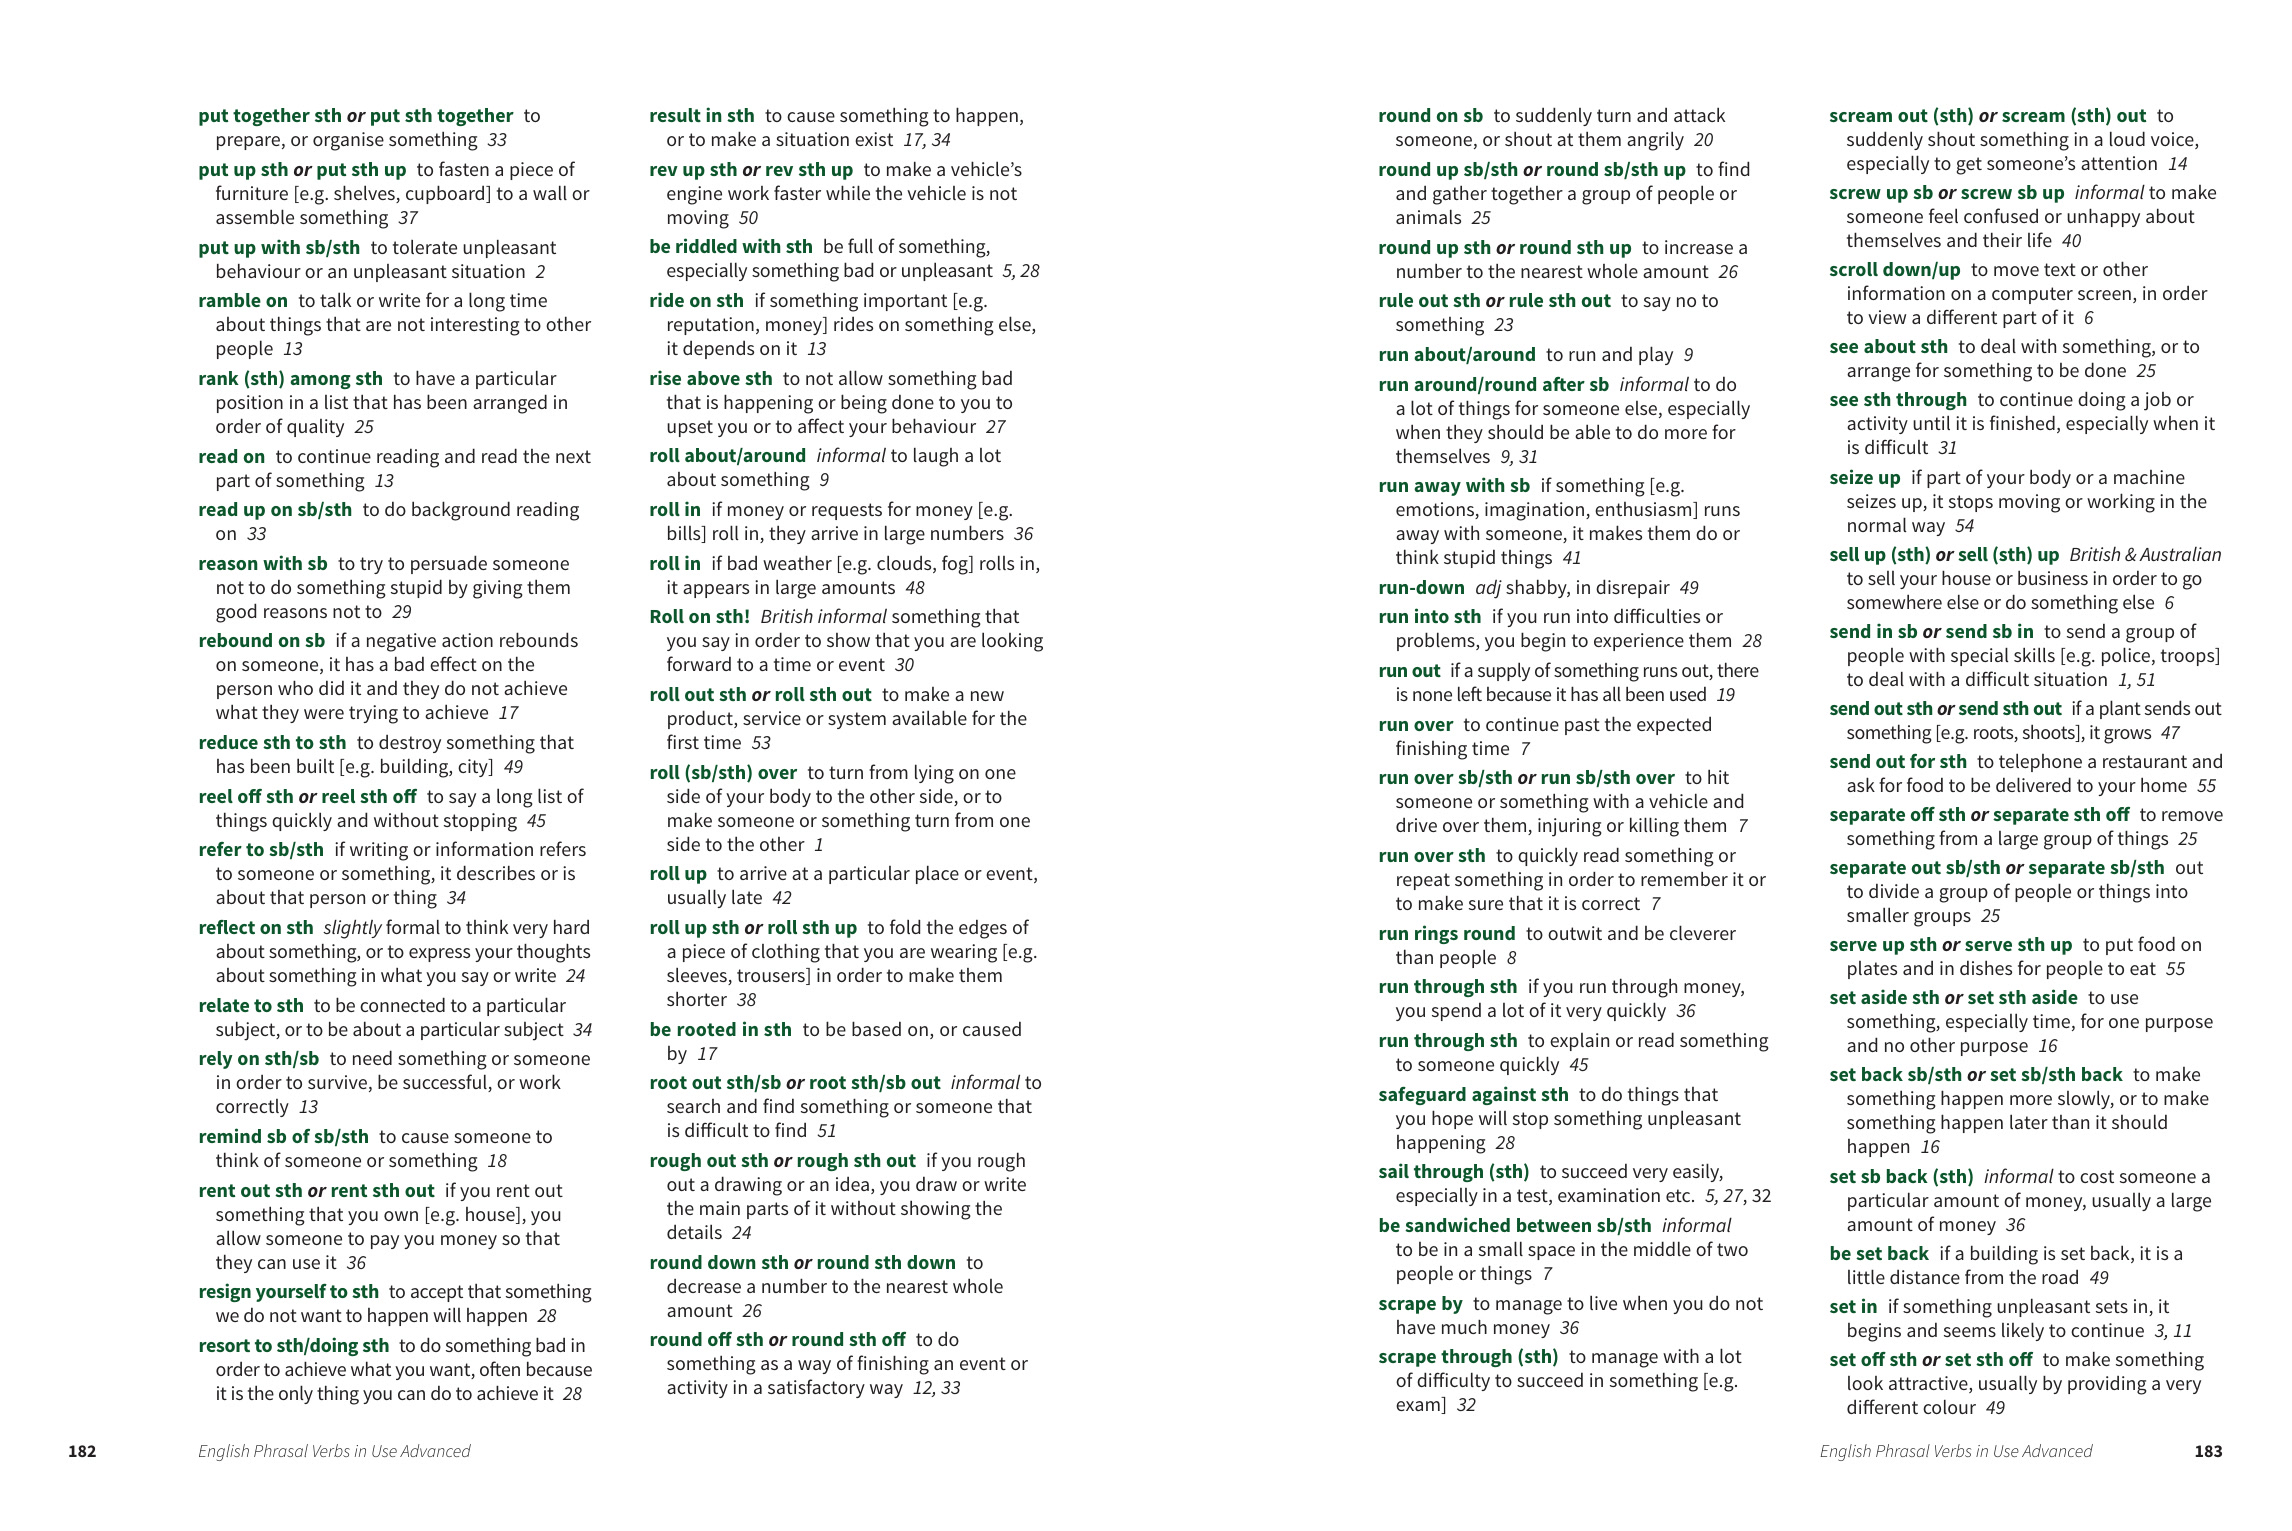 put together sth or put sth together to
prepare, or organise something 33
put up sth or put sth up to fasten a piece of
furniture [e.g. shelves, cupboard] to a wall or
assemble something 37
put up with sb/sth to tolerate unpleasant
behaviour or an unpleasant situation 2
ramble on to talk or write for a long time
about things that are not interesting to other
people 13
rank (sth) among sth to have a particular
position in a list that has been arranged in
order of quality 25
read on to continue reading and read the next
part of something 13
read up on sb/sth to do background reading
on 33
reason with sb to try to persuade someone
not to do something stupid by giving them
good reasons not to 29
rebound on sb if a negative action rebounds
on someone, it has a bad effect on the
person who did it and they do not achieve
what they were trying to achieve 17
reduce sth to sth to destroy something that
has been built [e.g. building, city] 49
reel off sth or reel sth off to say a long list of
things quickly and without stopping 45
refer to sb/sth if writing or information refers
to someone or something, it describes or is
about that person or thing 34
reflect on sth slightly formal to think very hard
about something, or to express your thoughts
about something in what you say or write 24
relate to sth to be connected to a particular
subject, or to be about a particular subject 34
rely on sth/sb to need something or someone
in order to survive, be successful, or work
correctly 13
remind sb of sb/sth to cause someone to
think of someone or something 18
rent out sth or rent sth out if you rent out
something that you own [e.g. house], you
allow someone to pay you money so that
they can use it 36
resign yourself to sth to accept that something
we do not want to happen will happen 28
resort to sth/doing sth to do something bad in
order to achieve what you want, often because
it is the only thing you can do to achieve it 28
result in sth to cause something to happen,
or to make a situation exist 17, 34
rev up sth or rev sth up to make a vehicle's
engine work faster while the vehicle is not
moving 50
be riddled with sth be full of something,
especially something bad or unpleasant 5, 28
ride on sth if something important [e.g.
reputation, money] rides on something else,
it depends on it 13
rise above sth to not allow something bad
that is happening or being done to you to
upset you or to affect your behaviour 27
roll about/around informal to laugh a lot
about something 9
roll in if money or requests for money [e.g.
bills] roll in, they arrive in large numbers 36
roll in if bad weather [e.g. clouds, fog] rolls in,
it appears in large amounts 48
Roll on sth! British informal something that
you say in order to show that you are looking
forward to a time or event 30
roll out sth or roll sth out to make a new
product, service or system available for the
first time 53
roll (sb/sth) over to turn from lying on one
side of your body to the other side, or to
make someone or something turn from one
side to the other 1
roll up to arrive at a particular place or event,
usually late 42
roll up sth or roll sth up to fold the edges of
a piece of clothing that you are wearing [e.g.
sleeves, trousers] in order to make them
shorter 38
be rooted in sth to be based on, or caused
by 17
root out sth/sb or root sth/sb out informal to
search and find something or someone that
is difficult to find 51
rough out sth or rough sth out if you rough
out a drawing or an idea, you draw or write
the main parts of it without showing the
details 24
round down sth or round sth down to
decrease a number to the nearest whole
amount 26
round off sth or round sth off to do
something as a way of finishing an event or
activity in a satisfactory way 12, 33
182 English Phrasal Verbs in Use Advanced
round on sb to suddenly turn and attack
someone, or shout at them angrily 20
round up sb/sth or round sb/sth up to find
and gather together a group of people or
animals 25
round up sth or round sth up to increase a
number to the nearest whole amount 26
rule out sth or rule sth out to say no to
something 23
run about/around to run and play 9
run around/round after sb informal to do
a lot of things for someone else, especially
when they should be able to do more for
themselves 9, 31
run away with sb if something [e.g.
emotions, imagination, enthusiasm] runs
away with someone, it makes them do or
think stupid things 41
run-down adj shabby, in disrepair 49
run into sth if you run into difficulties or
problems, you begin to experience them 28
run out if a supply of something runs out, there
is none left because it has all been used 19
run over to continue past the expected
finishing time 7
run over sb/sth or run sb/sth over to hit
someone or something with a vehicle and
drive over them, injuring or killing them 7
run over sth to quickly read something or
repeat something in order to remember it or
to make sure that it is correct 7
run rings round to outwit and be cleverer
than people 8
run through sth if you run through money,
you spend a lot of it very quickly 36
run through sth to explain or read something
to someone quickly 45
safeguard against sth to do things that
you hope will stop something unpleasant
happening 28
sail through (sth) to succeed very easily,
especially in a test, examination etc. 5, 27, 32
be sandwiched between sb/sth informal
to be in a small space in the middle of two
people or things 7
scrape by to manage to live when you do not
have much money 36
scrape through (sth) to manage with a lot
of difficulty to succeed in something [e.g.
exam] 32
scream out (sth) or scream (sth) out to
suddenly shout something in a loud voice,
especially to get someone's attention 14
screw up sb or screw sb up informal to make
someone feel confused or unhappy about
themselves and their life 40
scroll down/up to move text or other
information on a computer screen, in order
to view a different part of it 6
see about sth to deal with something, or to
arrange for something to be done 25
see sth through to continue doing a job or
activity until it is finished, especially when it
is difficult 31
seize up if part of your body or a machine
seizes up, it stops moving or working in the
normal way 54
sell up (sth) or sell (sth) up British & Australian
to sell your house or business in order to go
somewhere else or do something else 6
send in sb or send sb in to send a group of
people with special skills [e.g. police, troops]
to deal with a difficult situation 1, 51
send out sth or send sth out if a plant sends out
something [e.g. roots, shoots], it grows 47
send out for sth to telephone a restaurant and
ask for food to be delivered to your home 55
separate off sth or separate sth off to remove
something from a large group of things 25
separate out sb/sth or separate sb/sth out
to divide a group of people or things into
smaller groups 25
serve up sth or serve sth up to put food on
plates and in dishes for people to eat 55
set aside sth or set sth aside to use
something, especially time, for one purpose
and no other purpose 16
set back sb/sth or set sb/sth back to make
something happen more slowly, or to make
something happen later than it should
happen 16
set sb back (sth) informal to cost someone a
particular amount of money, usually a large
amount of money 36
be set back if a building is set back, it is a
little distance from the road 49
set in if something unpleasant sets in, it
begins and seems likely to continue 3, 11
set off sth or set sth off to make something
look attractive, usually by providing a very
different colour 49
English Phrasal Verbs in Use Advanced 183